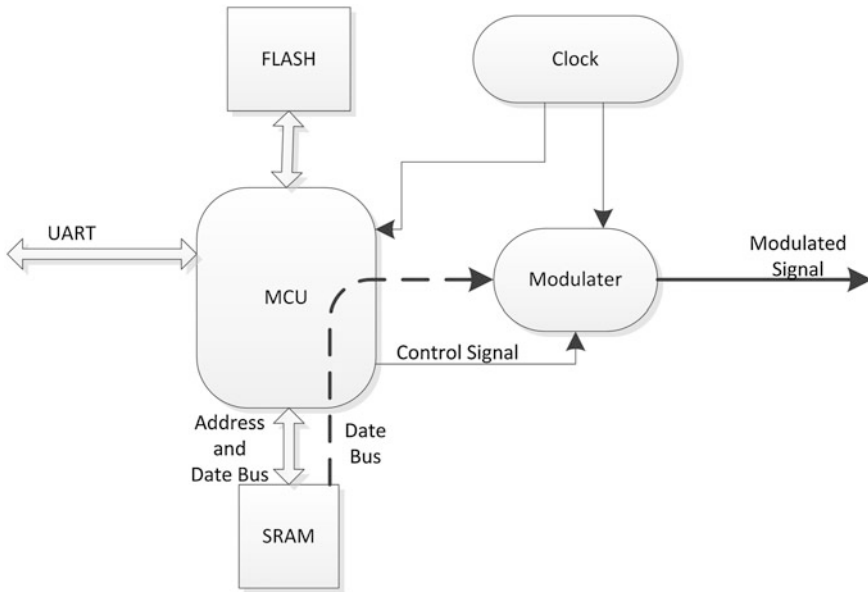 FLASH
Clock
UART
MCU
Modulater
Modulated
Signal
Control Signal
Address
and
Date Bus
Date
Bus
SRAM